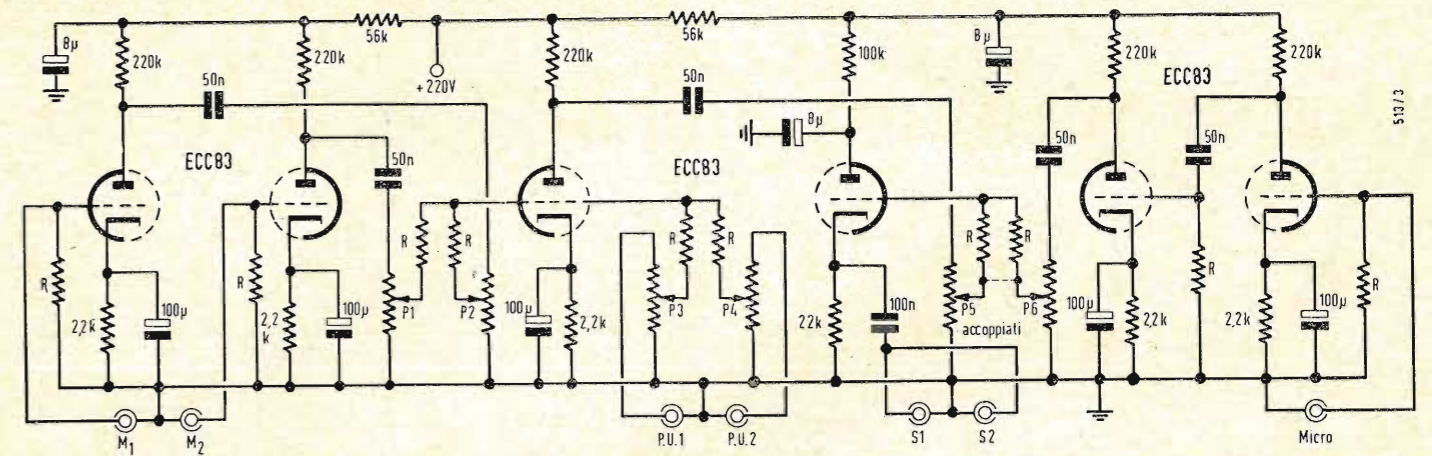 8µ
220k
220k
56k
+220V
220k
56k
100k
8µ
220k
ECC83
220k
513/3
50n
50n
8µ
50n
50n
50n
ECC83
ECC83
R
R
R
R
R
R
R
R
R
R
2,2k
100µ
2,2
k
100µ
P1
P2
100µ
2,2k
P3
P4
22k
100n
P5
accoppiati
P6
100µ
2,2k
2,2k
100µ
M1
M2
P.U.1
P.U.2
S1
S2
Micro